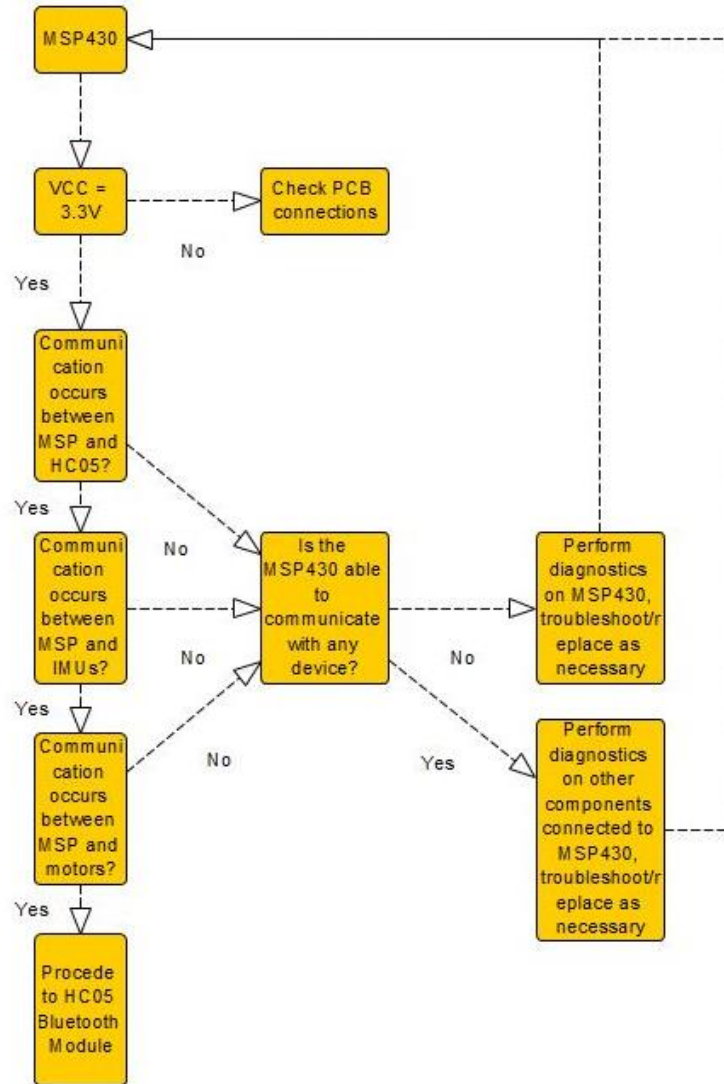 MSP430
VCC =
3.3V
Check PCB
connections
No
Yes
Communi
cation
occurs
between
MSP and
HC05?
Yes
No
Communi
cation
occurs
between
MSP and
IMUs?
Is the
MSP430 able
to
communicate
with any
device?
Perform
diagnostics
on MSP430,
troubleshoot/r
eplace as
necessary
No
No
Yes
Communi
cation
occurs
between
MSP and
motors?
No
Yes
Perform
diagnostics
on other
components
connected to
MSP430,
troubleshoot/r
eplace as
necessary
Yes
Procede
to HC05
Bluetooth
Module